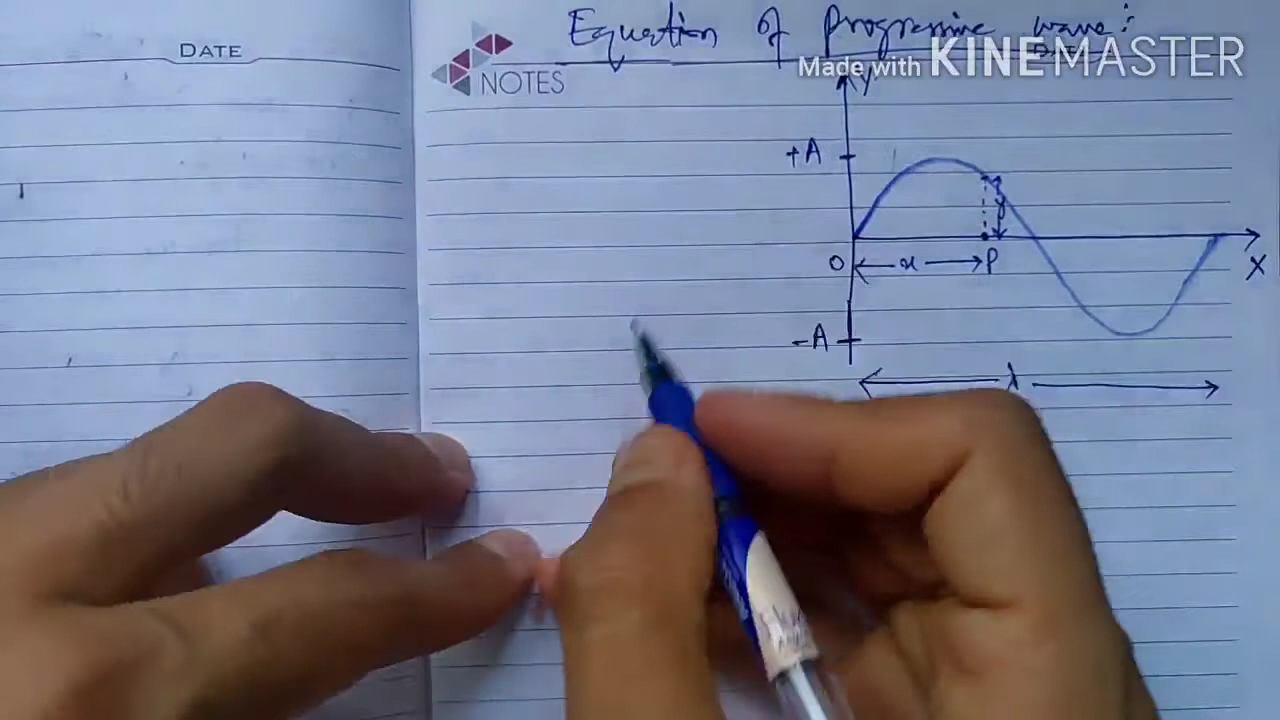 Equation of Progressive wave:
DATE
NOTES
Made with KINEMASTER
Y
+A
y
O
x
P
X
-A
λ